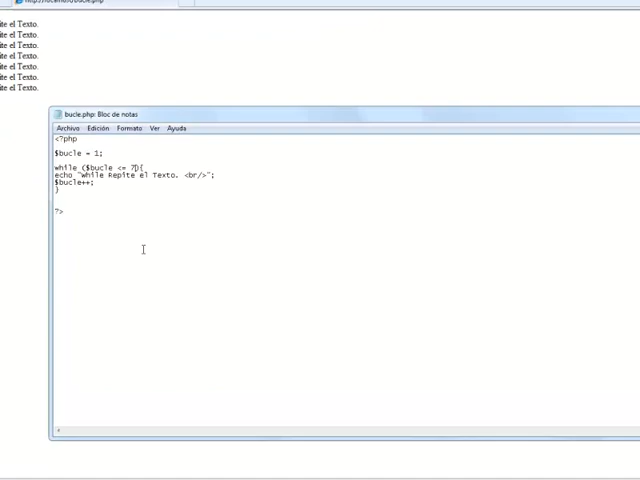 http://localhost/bucle.php
ite el Texto.
ite el Texto.
ite el Texto.
ite el Texto.
ite el Texto.
ite el Texto.
ite el Texto.
bucle.php: Bloc de notas
Archivo Edición Formato Ver Ayuda
<?php
$bucle = 1;
while ($bucle <= 7){
echo "While Repite el Texto. <br/>";
$bucle++;
}
?>